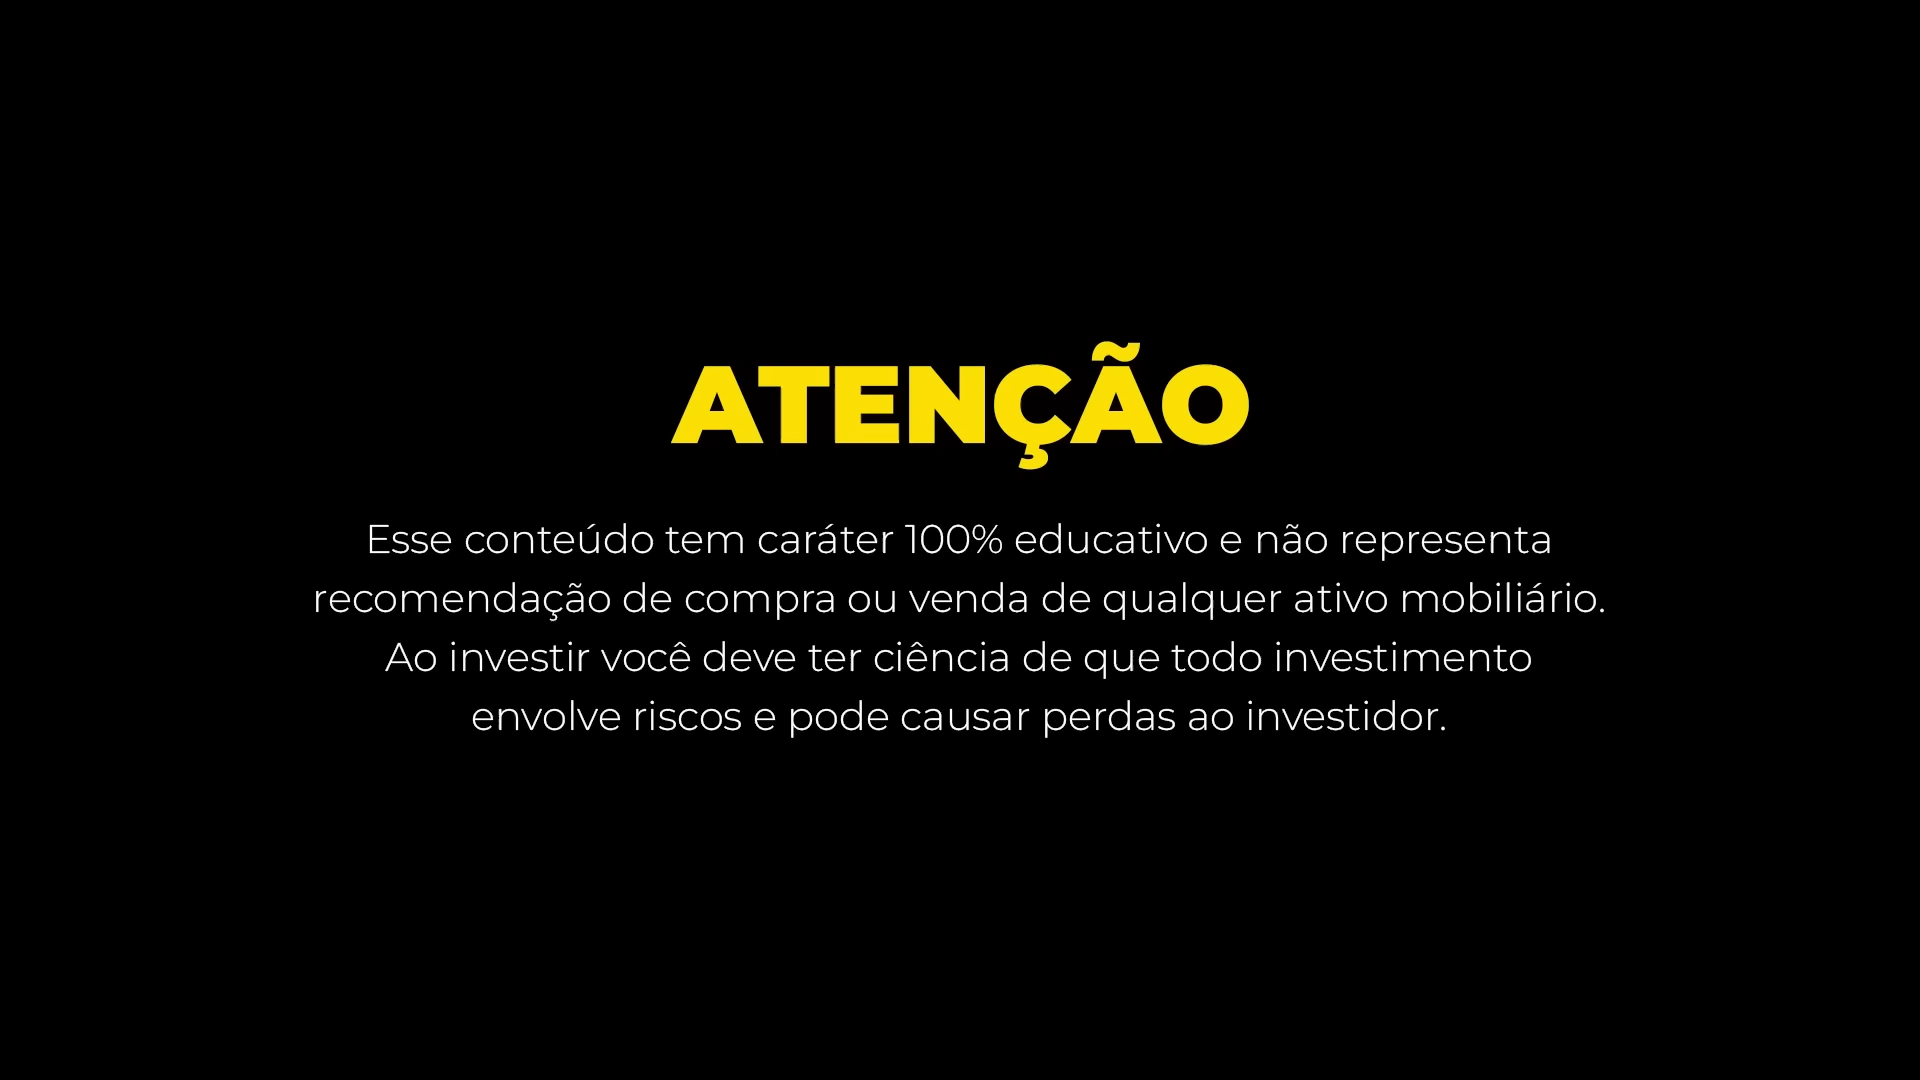 ATENÇÃO
Esse conteúdo tem caráter 100% educativo e não representa
recomendação de compra ou venda de qualquer ativo mobiliário.
Ao investir você deve ter ciência de que todo investimento
envolve riscos e pode causar perdas ao investidor.